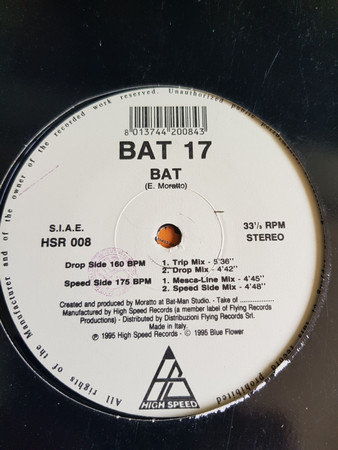 All rights of the Manufacturer and of the owner of the recorded work reserved. Unauthorized
prohibited
8 013744 200843
BAT 17
BAT
(E. Moretto)
S.I.A.E.
HSR 008
33⅓ RPM
STEREO
Drop Side 160 BPM
1. Trip Mix - 5'36"
2. Drop Mix - 4'42"
Speed Side 175 BPM
1. Mesca-Line Mix - 4'45"
2. Speed Side Mix - 4'48"
Created and produced by Moratto at Bat-Man Studio. - Take of ..............
Manufactured by High Speed Records (a member label of Flying Records
Productions) - Distributed by Distribuzioni Flying Records Srl.
Made in Italy.
℗ 1995 High Speed Records - © 1995 Blue Flower
HIGH SPEED